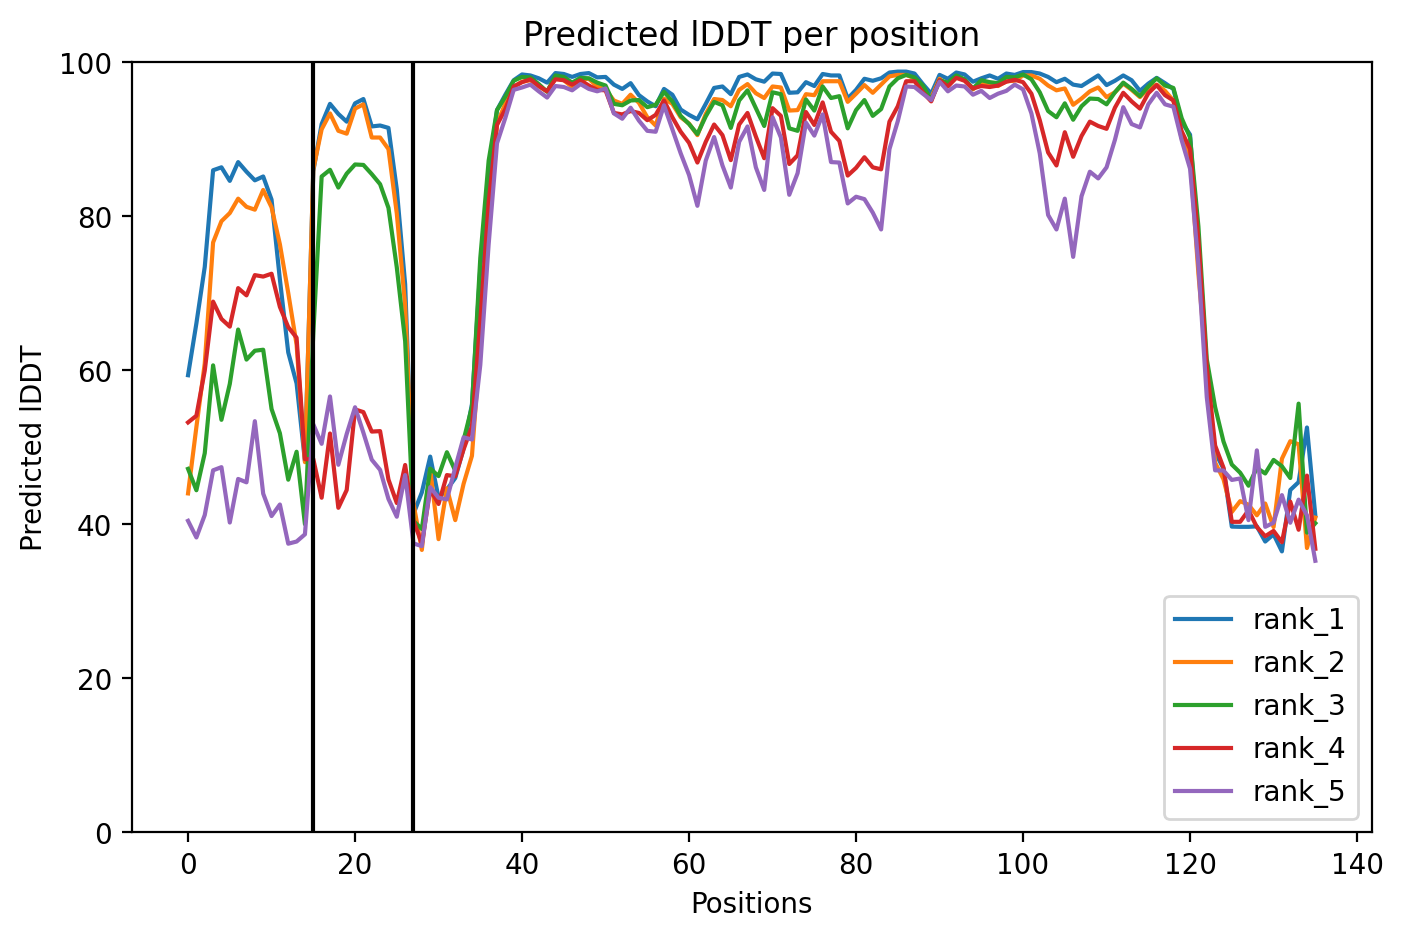 Predicted lDDT per position
Predicted lDDT
100
80
60
40
20
0
0 20 40 60 80 100 120 140
Positions
rank_1
rank_2
rank_3
rank_4
rank_5